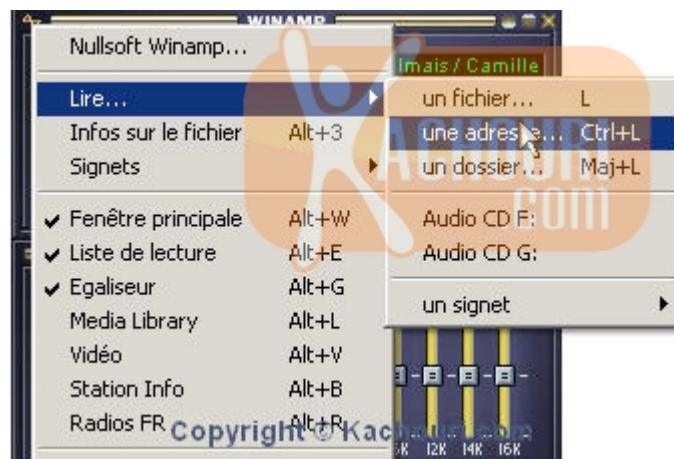 WINAMP
Nullsoft Winamp...
lmais / Camille
Lire...
Infos sur le fichier Alt+3
Signets
Fenêtre principale Alt+W
Liste de lecture Alt+E
Egaliseur Alt+G
Media Library Alt+L
Vidéo Alt+V
Station Info Alt+B
Radios FR Alt+R
un fichier... L
une adresse... Ctrl+L
un dossier... Maj+L
Audio CD F:
Audio CD G:
un signet
12K 14K 16K
KACHOURI
com
Copyright © Kachouri.com